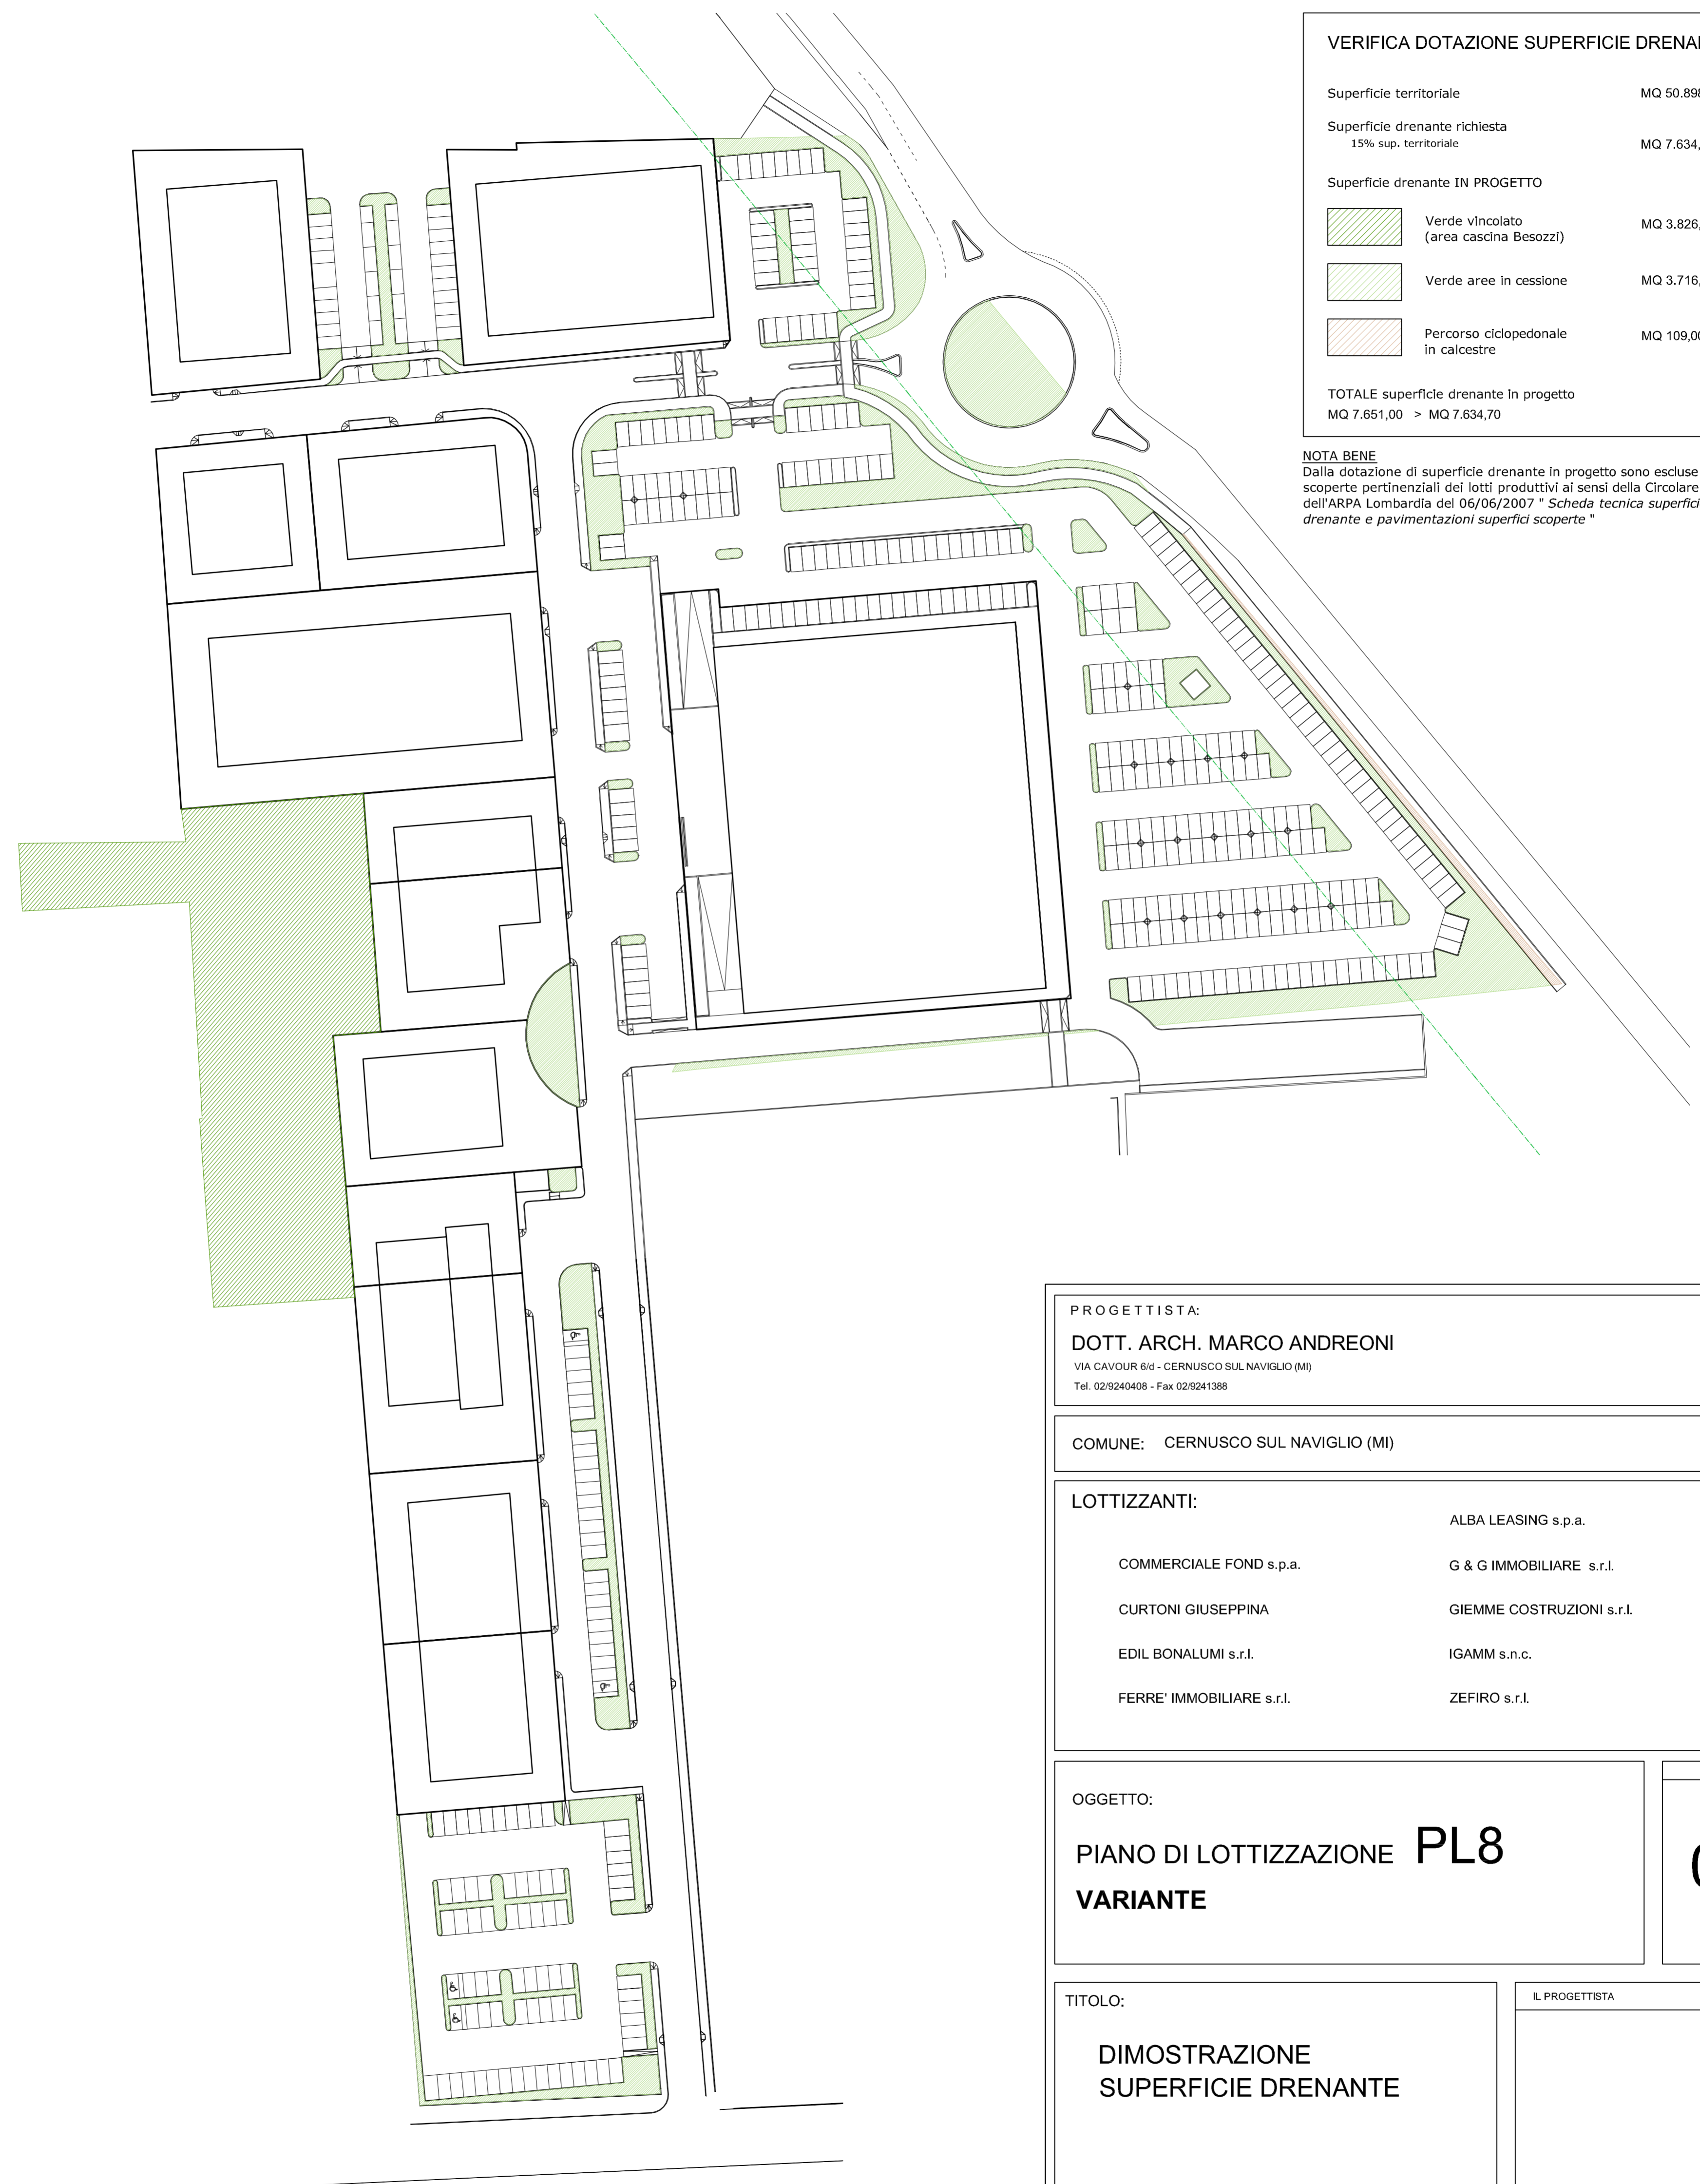 VERIFICA DOTAZIONE SUPERFICIE
Superficie territoriale MQ
Superficie drenante richiesta
15% sup. territoriale MQ 7.634,
Superficie drenante IN PROGETTO
Verde vincolato
(area cascina Besozzi) MQ 3.826,
Verde aree in cessione MQ 3.716,
Percorso ciclopedonale
in calcestre MQ 109,00
TOTALE superficie drenante in progetto
MQ 7.651,00 > MQ 7.634,70
NOTA BENE
Dalla dotazione di superficie drenante in progetto sono escluse
scoperte pertinenziali dei lotti produttivi ai sensi della Circolare
dell'ARPA Lombardia del 06/06/2007 " Scheda tecnica superfici
drenante e pavimentazioni superfici scoperte "
PROGETTISTA:
DOTT. ARCH. MARCO ANDREONI
VIA CAVOUR 6/d - CERNUSCO SUL NAVIGLIO (MI)
Tel. 02/9240408 - Fax 02/9241388
COMUNE: CERNUSCO SUL NAVIGLIO (MI)
LOTTIZZANTI:
ALBA LEASING s.p.a.
COMMERCIALE FOND s.p.a. G & G IMMOBILIARE s.r.l.
CURTONI GIUSEPPINA GIEMME COSTRUZIONI s.r.l.
EDIL BONALUMI s.r.l. IGAMM s.n.c.
FERRE' IMMOBILIARE s.r.l. ZEFIRO s.r.l.
OGGETTO:
PIANO DI LOTTIZZAZIONE PL8
VARIANTE
TITOLO:
IL PROGETTISTA
DIMOSTRAZIONE
SUPERFICIE DRENANTE